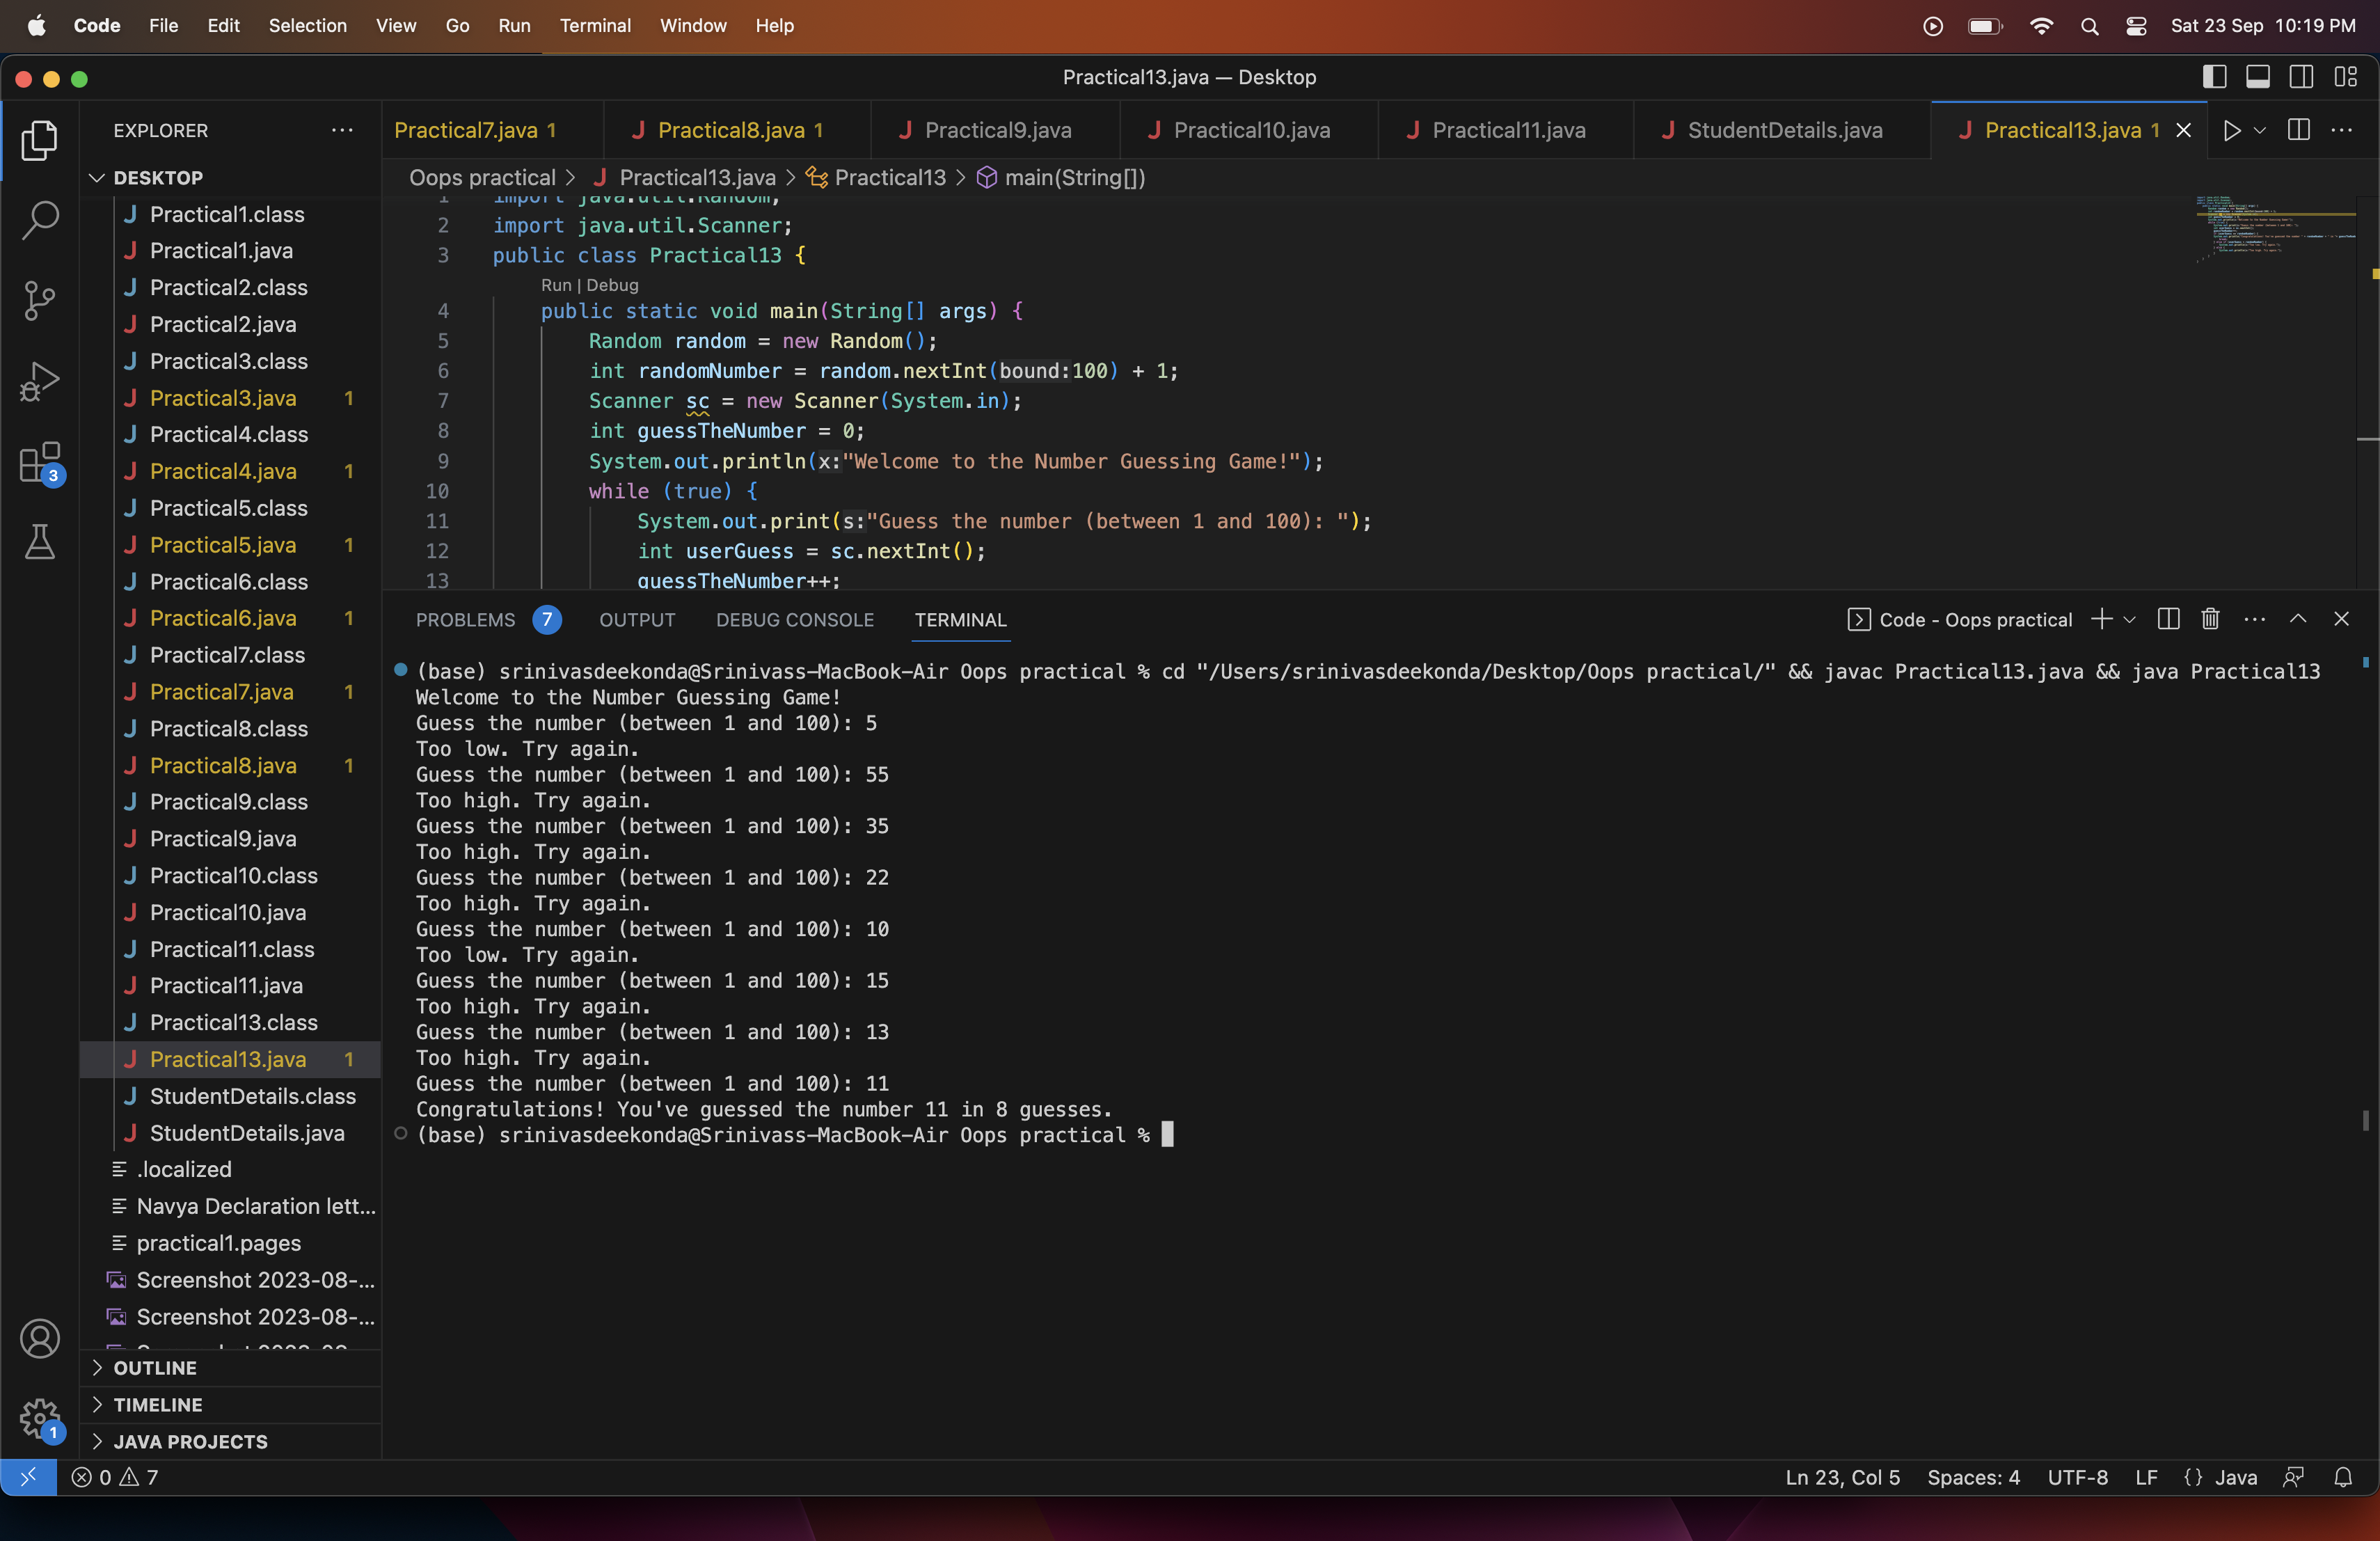 Code File Edit Selection View Go Run Terminal Window Help Sat 23 Sep 10:19 PM
Practical13.java — Desktop
EXPLORER
DESKTOP
Practical1.class
Practical1.java
Practical2.class
Practical2.java
Practical3.class
Practical3.java 1
Practical4.class
Practical4.java 1
Practical5.class
Practical5.java 1
Practical6.class
Practical6.java 1
Practical7.class
Practical7.java 1
Practical8.class
Practical8.java 1
Practical9.class
Practical9.java
Practical10.class
Practical10.java
Practical11.class
Practical11.java
Practical13.class
Practical13.java 1
StudentDetails.class
StudentDetails.java
.localized
Navya Declaration lett...
practical1.pages
Screenshot 2023-08-...
Screenshot 2023-08-...
OUTLINE
TIMELINE
JAVA PROJECTS
3
1
Practical7.java 1 Practical8.java 1 Practical9.java Practical10.java Practical11.java StudentDetails.java Practical13.java 1
Oops practical > Practical13.java > Practical13 > main(String[])
1 import java.util.Random;
2 import java.util.Scanner;
3 public class Practical13 {
Run | Debug
4 public static void main(String[] args) {
5 Random random = new Random();
6 int randomNumber = random.nextInt(bound:100) + 1;
7 Scanner sc = new Scanner(System.in);
8 int guessTheNumber = 0;
9 System.out.println(x:"Welcome to the Number Guessing Game!");
10 while (true) {
11 System.out.print(s:"Guess the number (between 1 and 100): ");
12 int userGuess = sc.nextInt();
13 guessTheNumber++;
PROBLEMS 7 OUTPUT DEBUG CONSOLE TERMINAL Code - Oops practical
(base) srinivasdeekonda@Srinivass-MacBook-Air Oops practical % cd "/Users/srinivasdeekonda/Desktop/Oops practical/" && javac Practical13.java && java Practical13
Welcome to the Number Guessing Game!
Guess the number (between 1 and 100): 5
Too low. Try again.
Guess the number (between 1 and 100): 55
Too high. Try again.
Guess the number (between 1 and 100): 35
Too high. Try again.
Guess the number (between 1 and 100): 22
Too high. Try again.
Guess the number (between 1 and 100): 10
Too low. Try again.
Guess the number (between 1 and 100): 15
Too high. Try again.
Guess the number (between 1 and 100): 13
Too high. Try again.
Guess the number (between 1 and 100): 11
Congratulations! You've guessed the number 11 in 8 guesses.
(base) srinivasdeekonda@Srinivass-MacBook-Air Oops practical %
0 7 Ln 23, Col 5 Spaces: 4 UTF-8 LF {} Java